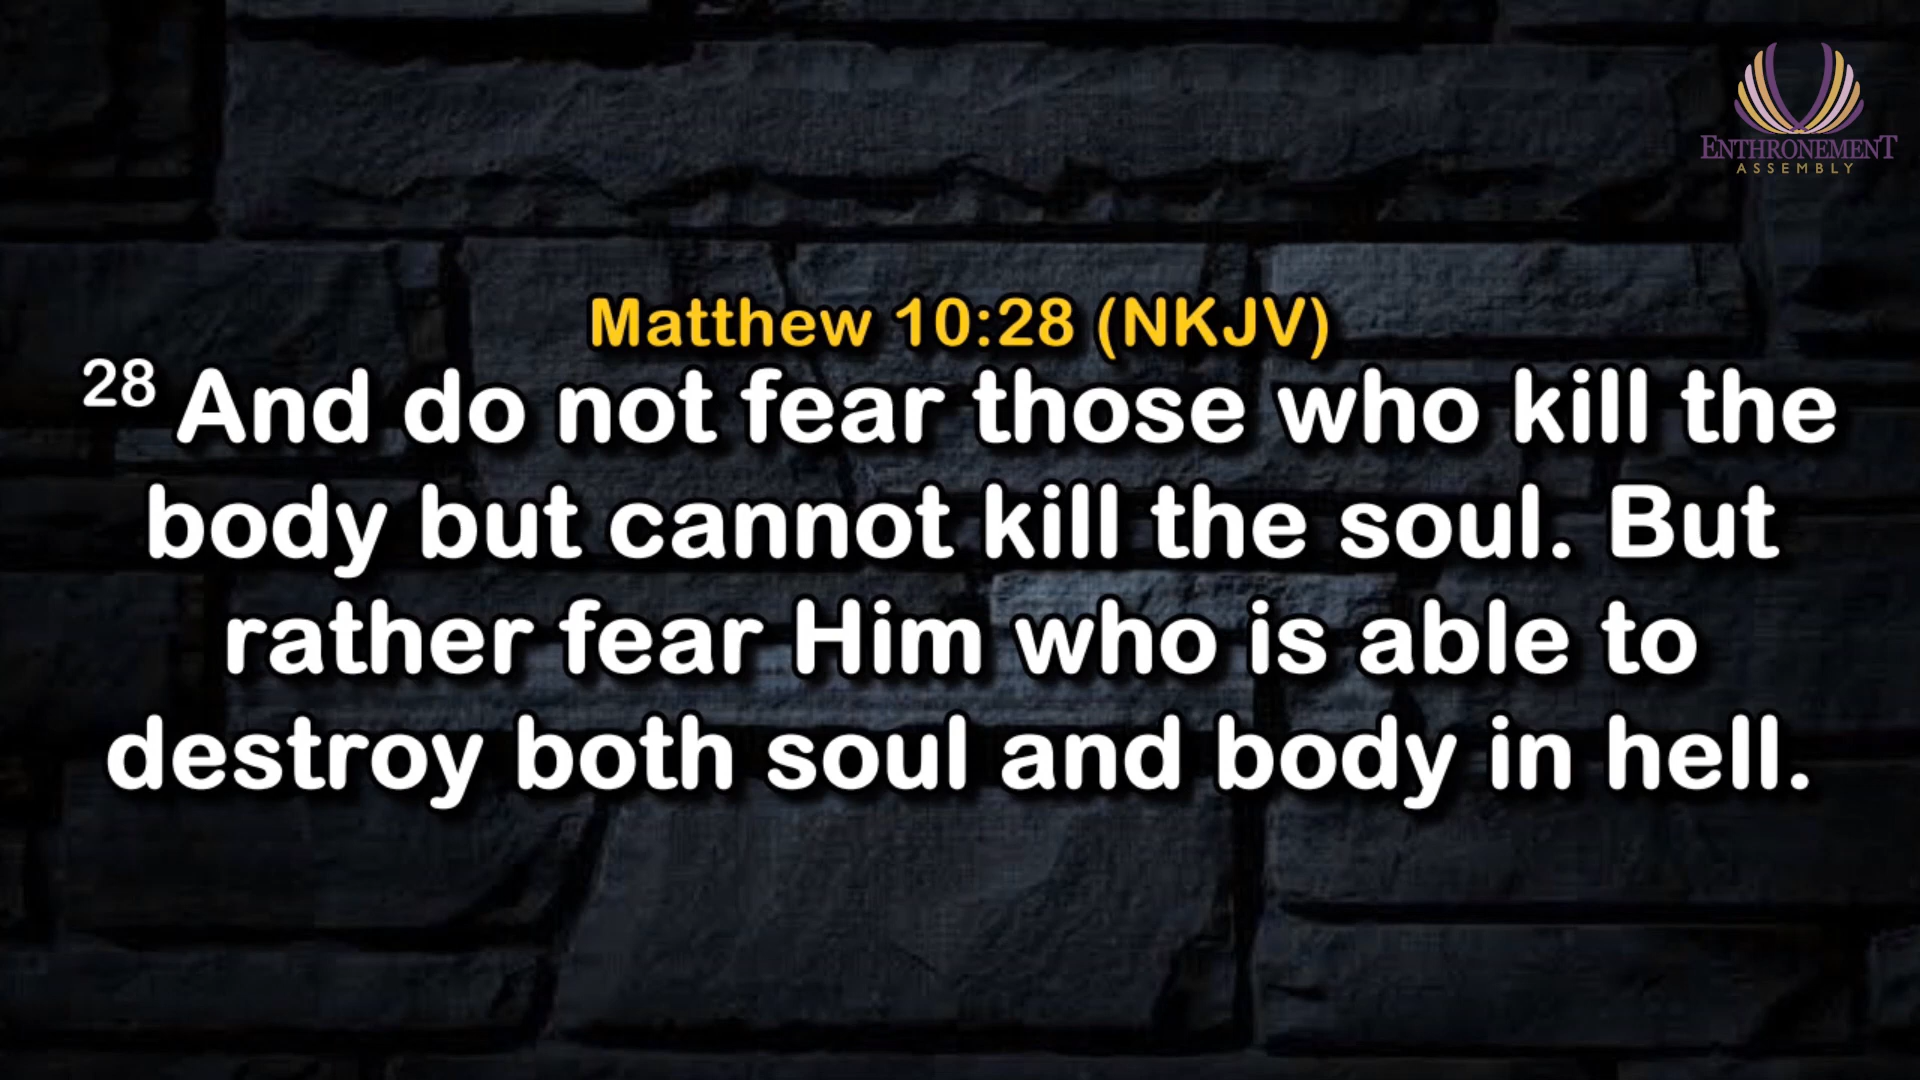 ENTHRONEMENT
ASSEMBLY
Matthew 10:28 (NKJV)
28 And do not fear those who kill the
body but cannot kill the soul. But
rather fear Him who is able to
destroy both soul and body in hell.